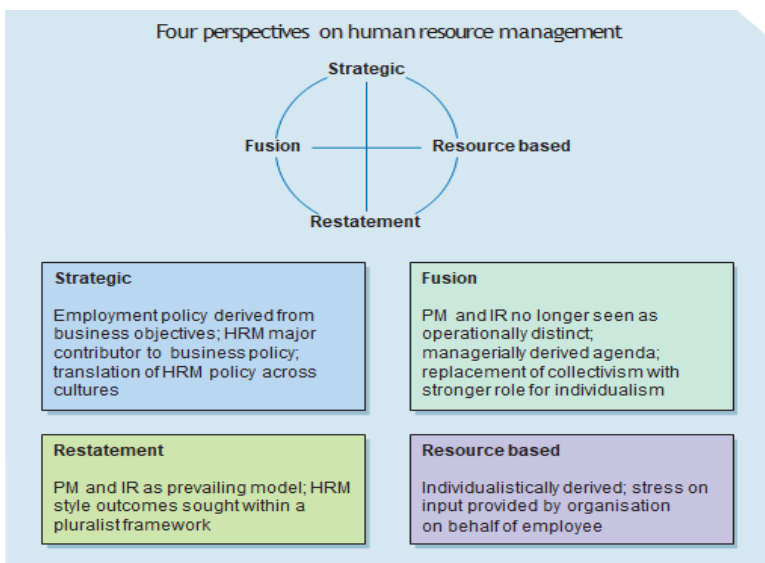 Four perspectives on human resource management
Strategic
Fusion
Resource based
Restatement
Strategic
Employment policy derived from
business objectives; HRM major
contributor to business policy;
translation of HRM policy across
cultures
Fusion
PM and IR no longer seen as
operationally distinct;
managerially derived agenda;
replacement of collectivism with
stronger role for individualism
Restatement
PM and IR as prevailing model; HRM
style outcomes sought within a
pluralist framework
Resource based
Individualistically derived; stress on
input provided by organisation
on behalf of employee